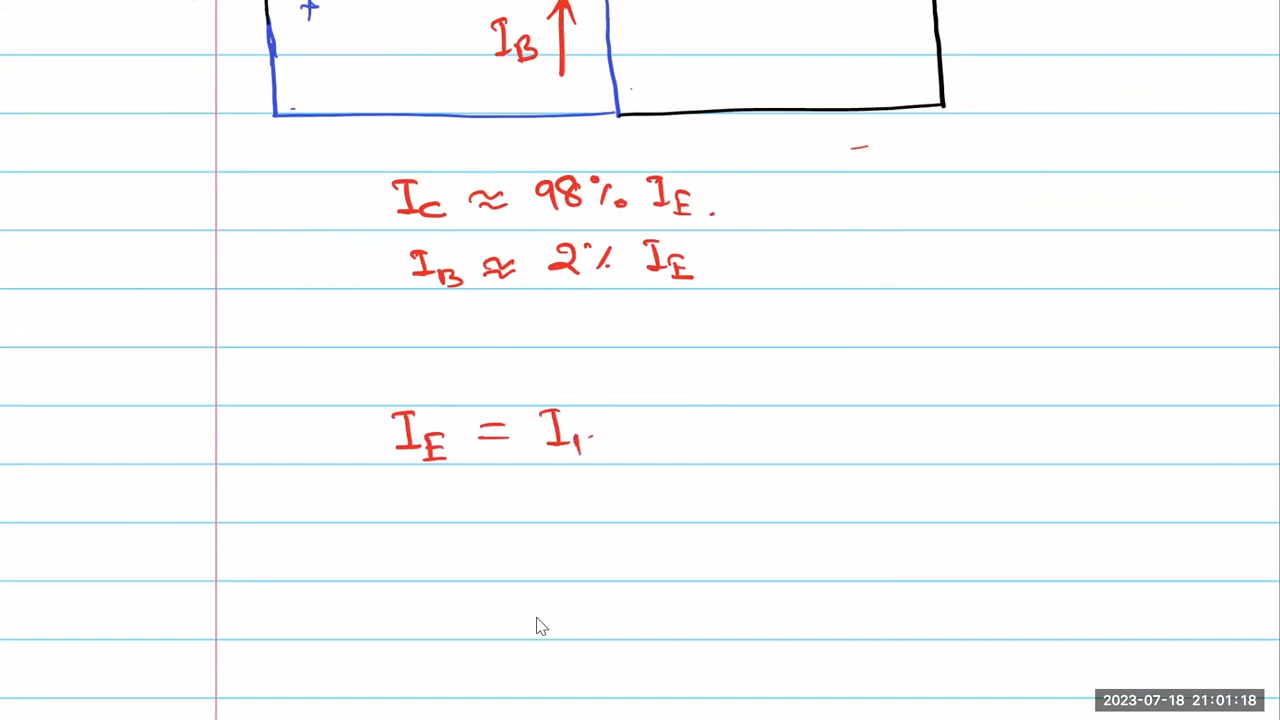 +
I_B
-
I_C ≈ 98% I_E.
I_B ≈ 2% I_E
I_E = I
2023-07-18 21:01:18